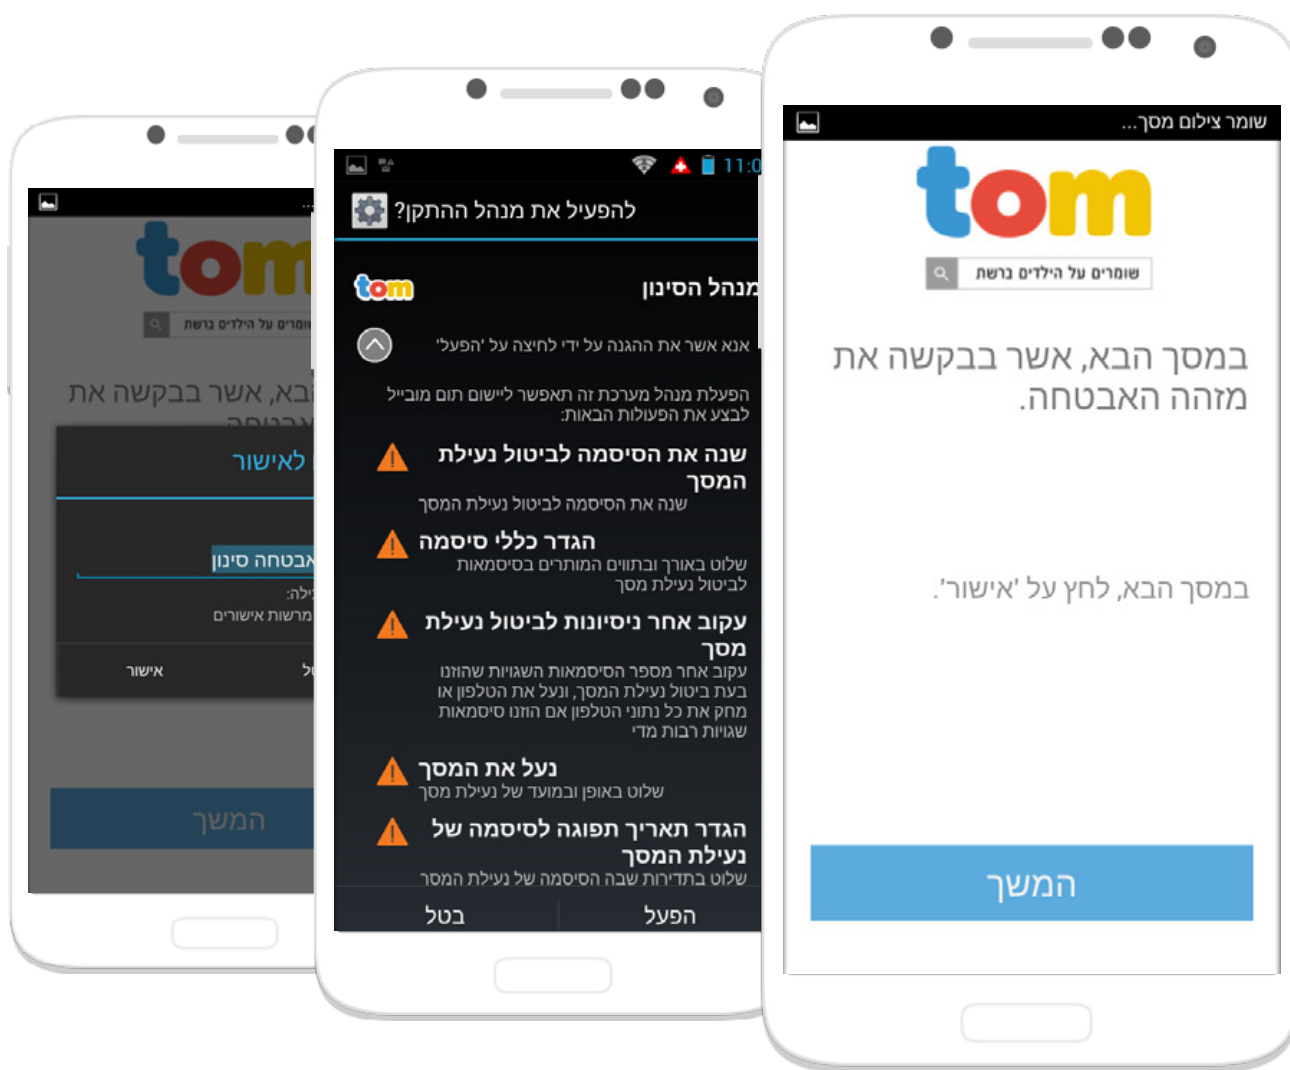 שומר צילום מסך...
tom
שומרים על הילדים ברשת
במסך הבא, אשר בבקשה את
מזהה האבטחה.
במסך הבא, לחץ על 'אישור'.
המשך
11:0
להפעיל את מנהל ההתקן?
tom
מנהל הסינון
אנא אשר את ההגנה על ידי לחיצה על 'הפעל'
הפעלת מנהל מערכת זה תאפשר ליישום תום מובייל
לבצע את הפעולות הבאות:
שנה את הסיסמה לביטול נעילת
המסך
שנה את הסיסמה לביטול נעילת המסך
הגדר כללי סיסמה
שלוט באורך ובתווים המותרים בסיסמאות
לביטול נעילת מסך
עקוב אחר ניסיונות לביטול נעילת
מסך
עקוב אחר מספר הסיסמאות השגויות שהוזנו
בעת ביטול נעילת המסך, ונעל את הטלפון או
מחק את כל נתוני הטלפון אם הוזנו סיסמאות
שגויות רבות מדי
נעל את המסך
שלוט באופן ובמועד של נעילת מסך
הגדר תאריך תפוגה לסיסמה של
נעילת המסך
שלוט בתדירות שבה הסיסמה של נעילת המסך
הפעל
בטל
...
tom
שומרים על הילדים ברשת
הבא, אשר בבקשה את
לאישור
אבטחה סינון
מרשות אישורים
אישור
המשך